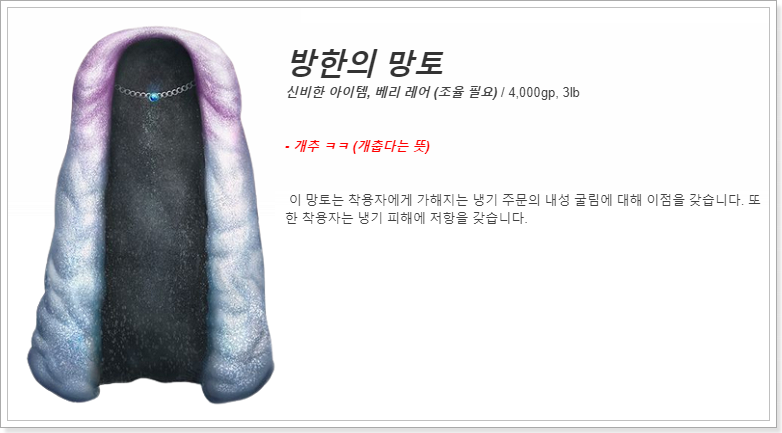 방한의 망토
신비한 아이템, 베리 레어 (조율 필요) / 4,000gp, 3lb
- 개추 ㅋㅋ (개춥다는 뜻)
이 망토는 착용자에게 가해지는 냉기 주문의 내성 굴림에 대해 이점을 갖습니다. 또
한 착용자는 냉기 피해에 저항을 갖습니다.